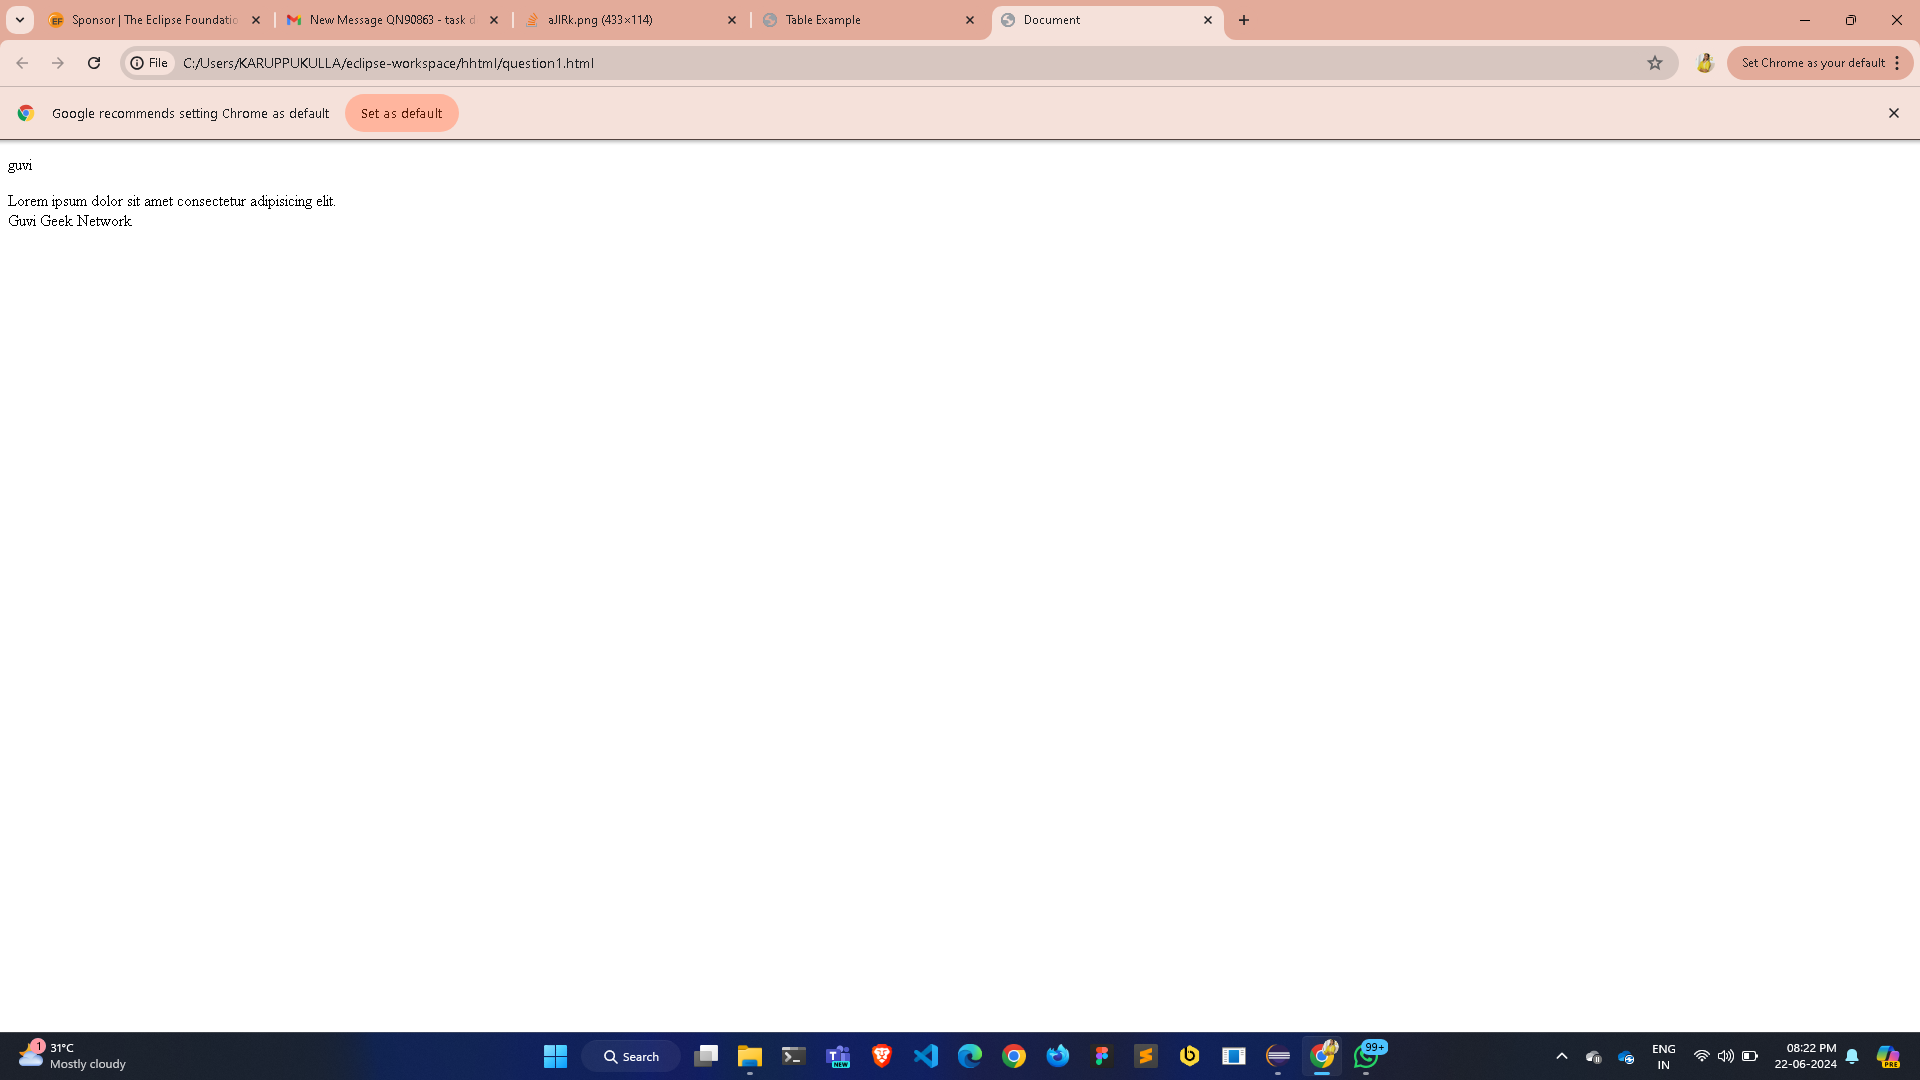 Sponsor | The Eclipse Foundatio
New Message QN90863 - task d
aJlRk.png (433×114)
Table Example
Document
File
C:/Users/KARUPPUKULLA/eclipse-workspace/hhtml/question1.html
Set Chrome as your default
Google recommends setting Chrome as default
Set as default
guvi
Lorem ipsum dolor sit amet consectetur adipisicing elit.
Guvi Geek Network
1
31°C
Mostly cloudy
Search
NEW
99+
ENG
IN
08:22 PM
22-06-2024
PRE